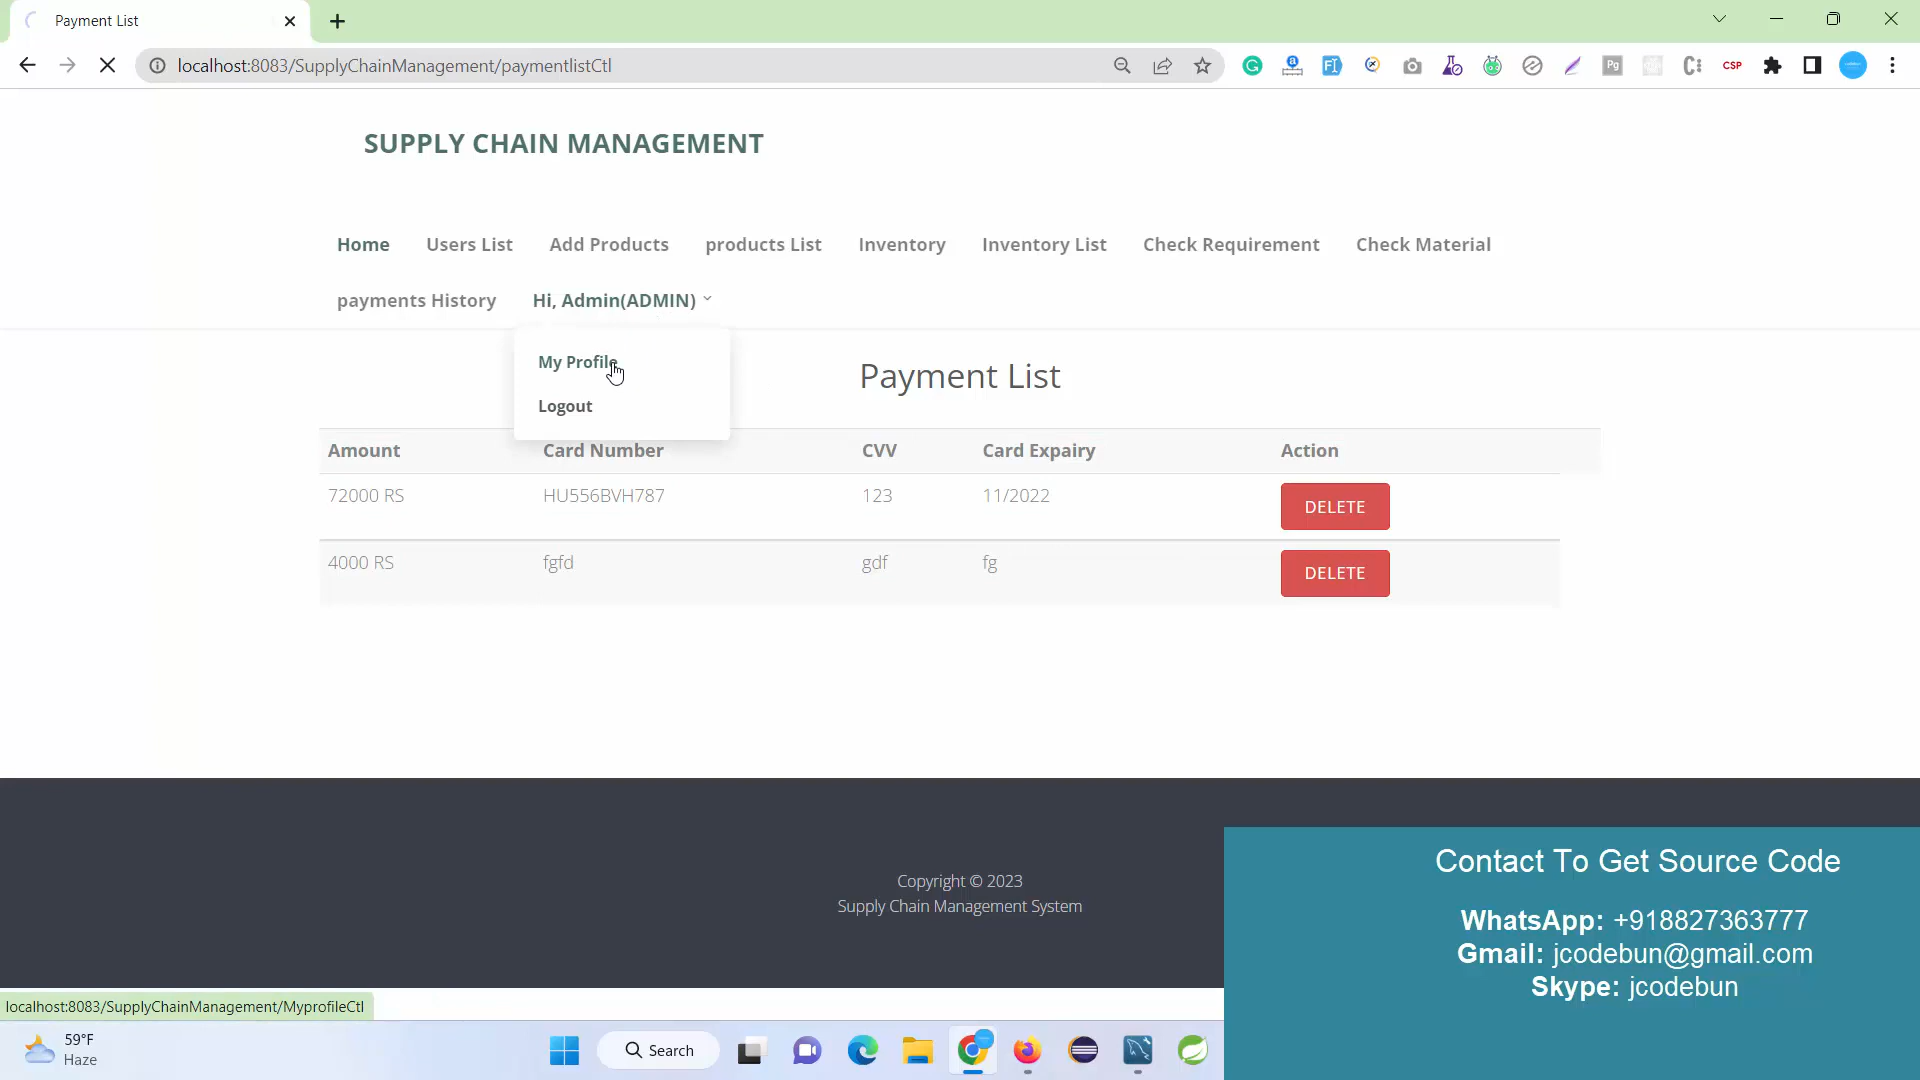 Payment List
localhost:8083/SupplyChainManagement/paymentlistCtl
CSP
SUPPLY CHAIN MANAGEMENT
Home Users List Add Products products List Inventory Inventory List Check Requirement Check Material
payments History Hi, Admin(ADMIN)
My Profile
Logout
Payment List
Amount Card Number CVV Card Expairy Action
72000 RS HU556BVH787 123 11/2022 DELETE
4000 RS fgfd gdf fg DELETE
Copyright © 2023
Supply Chain Management System
Contact To Get Source Code
WhatsApp: +918827363777
Gmail: jcodebun@gmail.com
Skype: jcodebun
localhost:8083/SupplyChainManagement/MyprofileCtl
59°F
Haze
Search